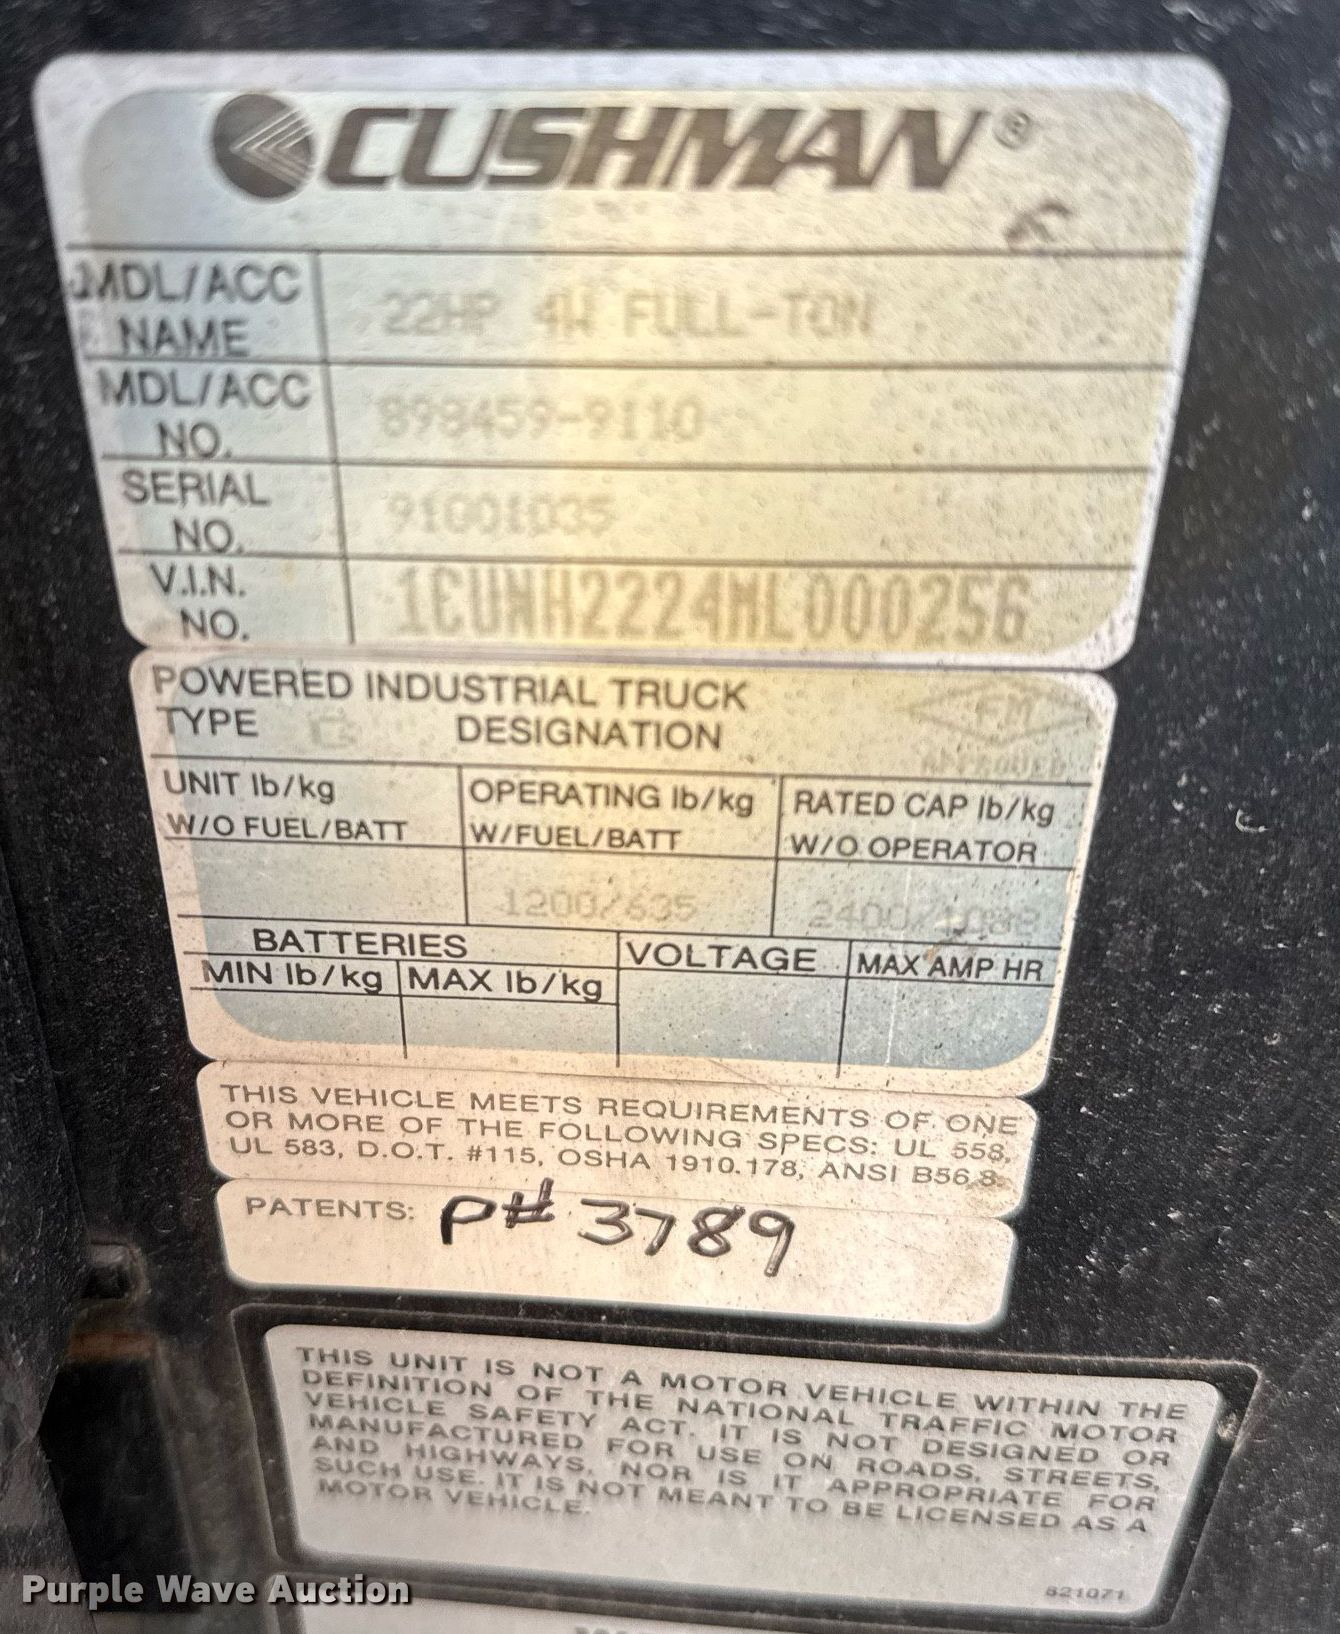 CUSHMAN®
MDL/ACC NAME 22HP 4W FULL-TON
MDL/ACC NO. 898459-9110
SERIAL NO. 91001035
V.I.N. NO. 1CUNH2224ML000256
POWERED INDUSTRIAL TRUCK
TYPE DESIGNATION
FM
APPROVED
UNIT lb/kg W/O FUEL/BATT
OPERATING lb/kg W/FUEL/BATT
RATED CAP lb/kg W/O OPERATOR
1200/635 2400/1088
BATTERIES VOLTAGE MAX AMP HR
MIN lb/kg MAX lb/kg
THIS VEHICLE MEETS REQUIREMENTS OF ONE
OR MORE OF THE FOLLOWING SPECS: UL 558,
UL 583, D.O.T. #115, OSHA 1910.178, ANSI B56.8.
PATENTS: P# 3789
THIS UNIT IS NOT A MOTOR VEHICLE WITHIN THE
DEFINITION OF THE NATIONAL TRAFFIC MOTOR
VEHICLE SAFETY ACT. IT IS NOT DESIGNED OR
MANUFACTURED FOR USE ON ROADS, STREETS,
AND HIGHWAYS, NOR IS IT APPROPRIATE FOR
SUCH USE. IT IS NOT MEANT TO BE LICENSED AS A
MOTOR VEHICLE.
821071
Purple Wave Auction